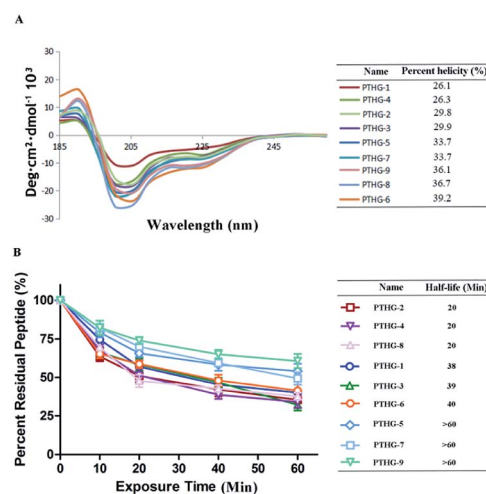 A
Deg·cm²·dmol⁻¹ 10³
30
20
10
0
-10
-20
-30
185
205
225
245
Wavelength (nm)
Name Percent helicity (%)
PTHG-1 26.1
PTHG-4 26.3
PTHG-2 29.8
PTHG-3 29.9
PTHG-5 33.7
PTHG-7 33.7
PTHG-9 36.1
PTHG-8 36.7
PTHG-6 39.2
B
Percent Residual Peptide (%)
100
75
50
25
0
0 10 20 30 40 50 60
Exposure Time (Min)
Name Half-life (Min)
PTHG-2 20
PTHG-4 20
PTHG-8 20
PTHG-1 38
PTHG-3 39
PTHG-6 40
PTHG-5 >60
PTHG-7 >60
PTHG-9 >60